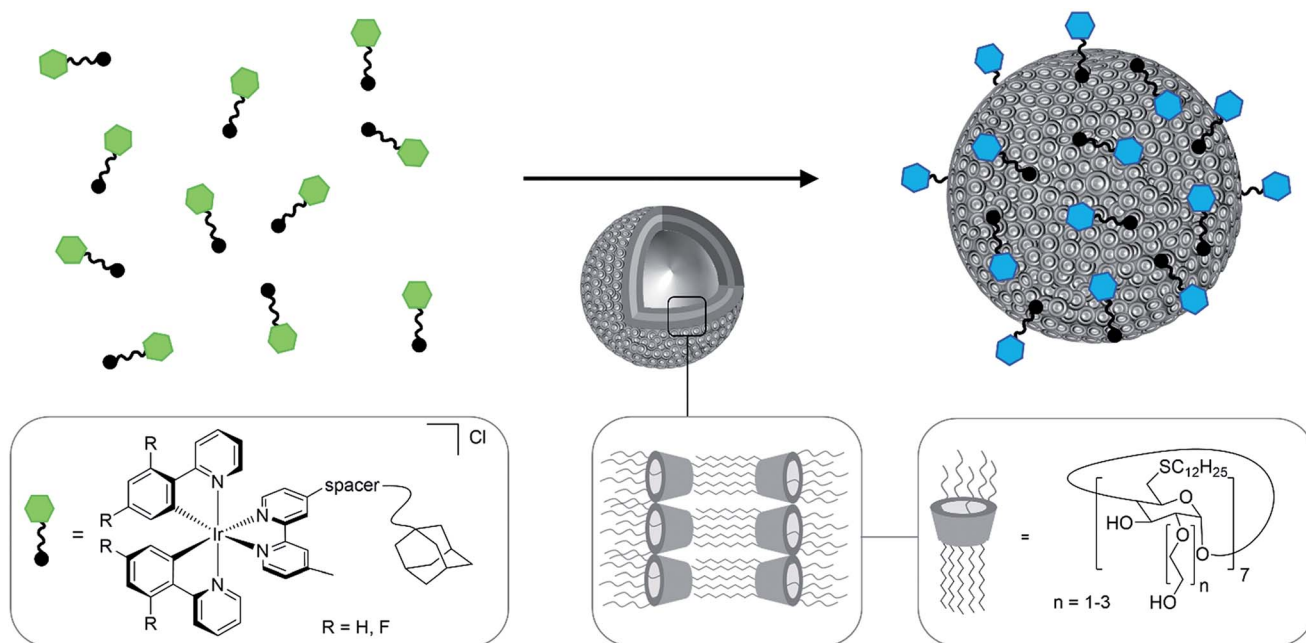 R
N
Cl
spacer
R
N
Ir
R
N
N
R
R = H, F
=
=
SC12H25
O
HO
O
O
n
HO
7
n = 1-3